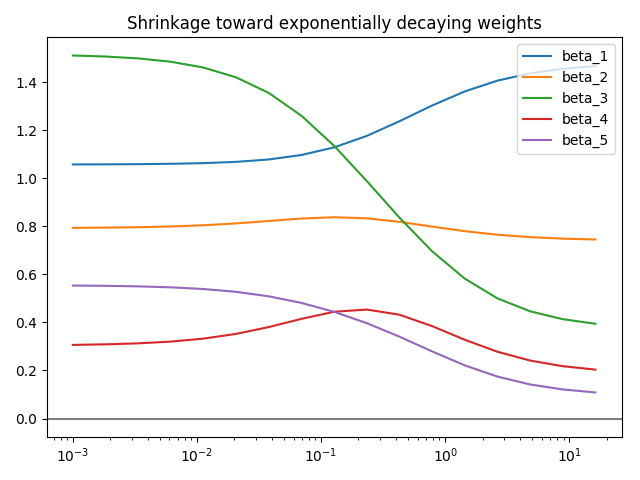 Shrinkage toward exponentially decaying weights
beta_1
beta_2
beta_3
beta_4
beta_5
1.4
1.2
1.0
0.8
0.6
0.4
0.2
0.0
10⁻³ 10⁻² 10⁻¹ 10⁰ 10¹